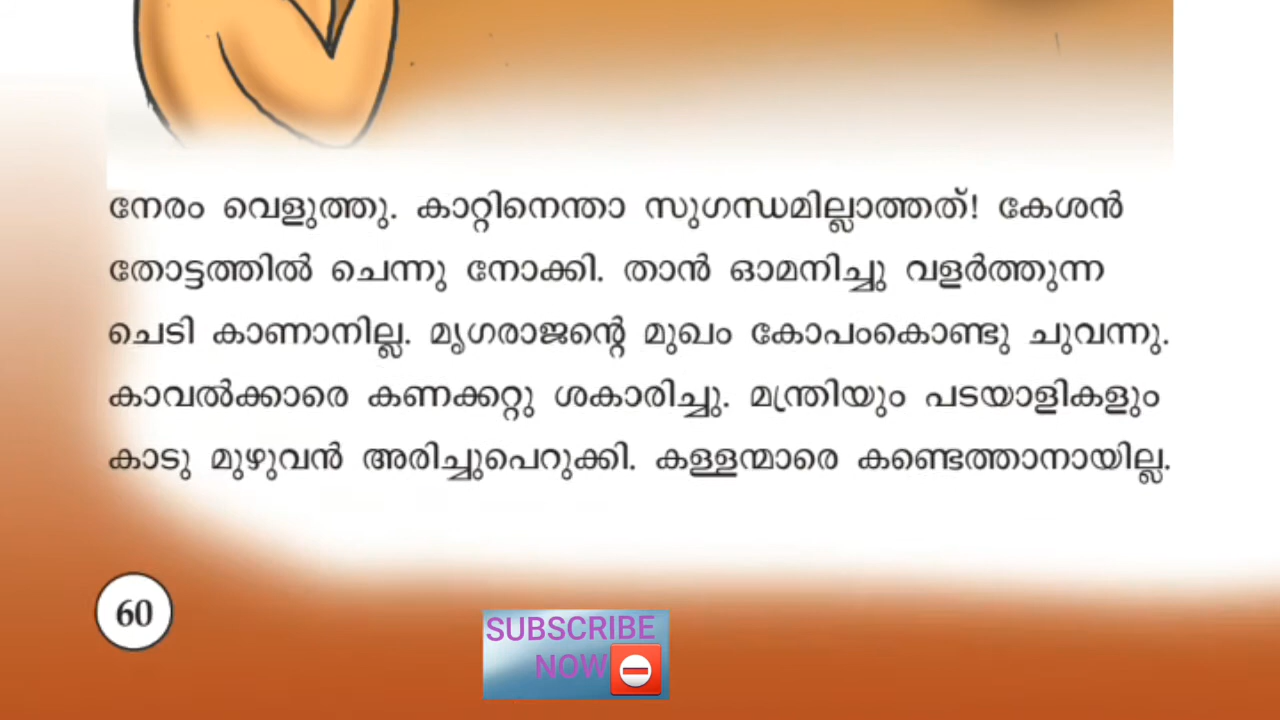 നേരം വെളുത്തു. കാറ്റിനെന്താ സുഗന്ധമില്ലാത്തത്! കേശൻ
തോട്ടത്തിൽ ചെന്നു നോക്കി. താൻ ഓമനിച്ചു വളർത്തുന്ന
ചെടി കാണാനില്ല. മൃഗരാജന്റെ മുഖം കോപംകൊണ്ടു ചുവന്നു.
കാവൽക്കാരെ കണക്കറ്റു ശകാരിച്ചു. മന്ത്രിയും പടയാളികളും
കാടു മുഴുവൻ അരിച്ചുപെറുക്കി. കള്ളന്മാരെ കണ്ടെത്താനായില്ല.
60
SUBSCRIBE
NOW